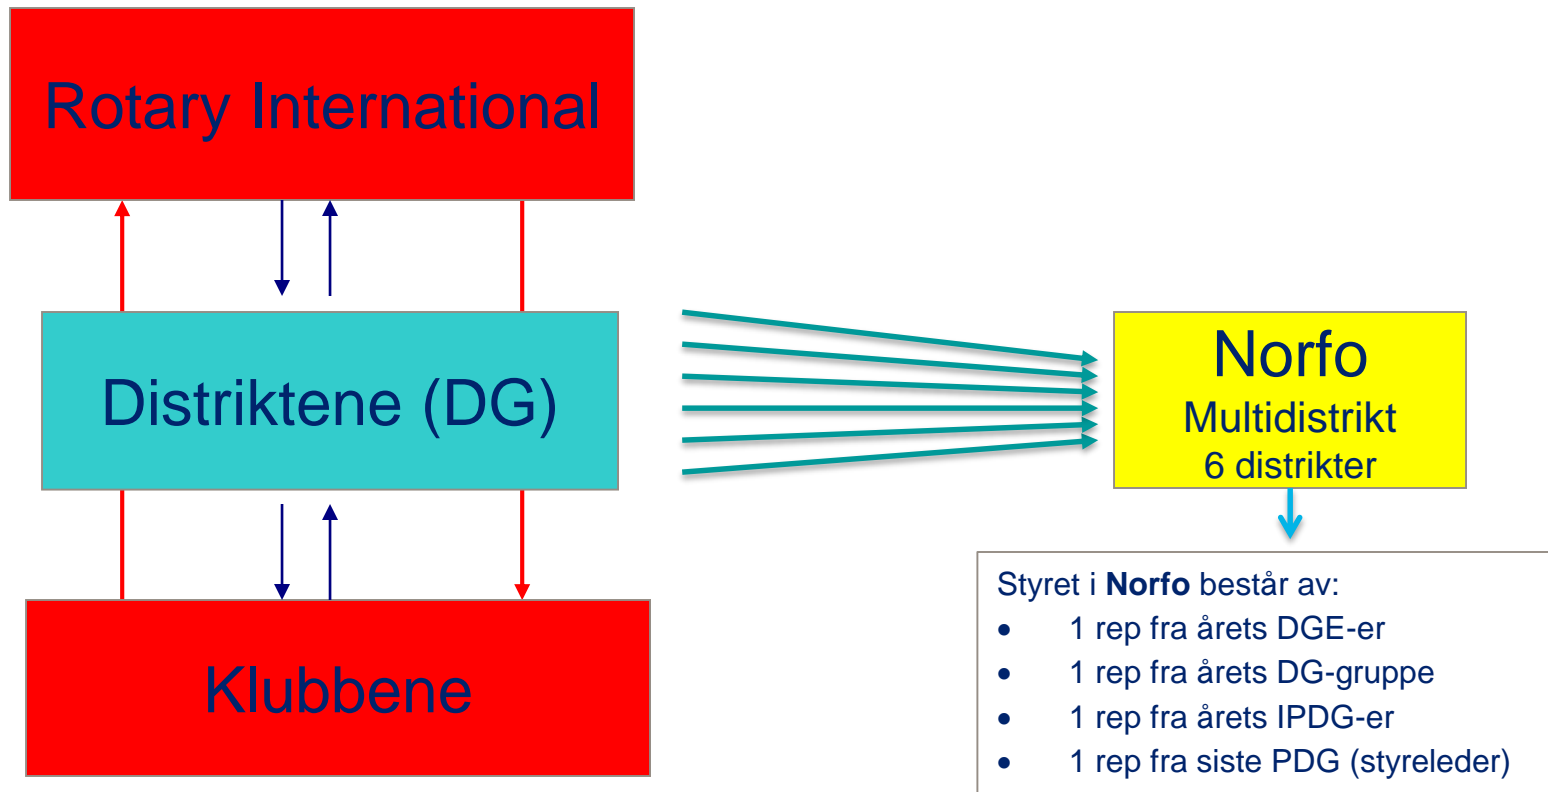 Rotary International
Distriktene (DG)
Klubbene
Norfo
Multidistrikt
6 distrikter
Styret i Norfo består av:
• 1 rep fra årets DGE-er
• 1 rep fra årets DG-gruppe
• 1 rep fra årets IPDG-er
• 1 rep fra siste PDG (styreleder)